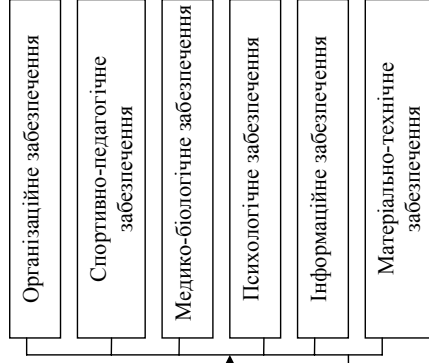 Організаційне забезпечення
Спортивно-педагогічне
забезпечення
Медико-біологічне забезпечення
Психологічне забезпечення
Інформаційне забезпечення
Матеріально-технічне
забезпечення